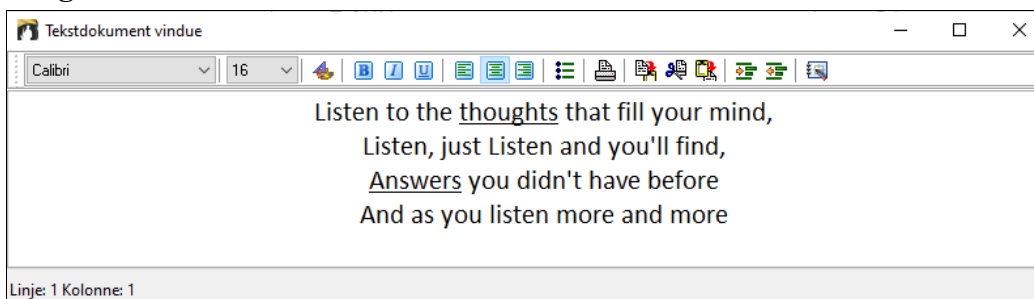 Tekstdokument vindue
Calibri 16 B I U
Listen to the thoughts that fill your mind,
Listen, just Listen and you'll find,
Answers you didn't have before
And as you listen more and more
Linje: 1 Kolonne: 1